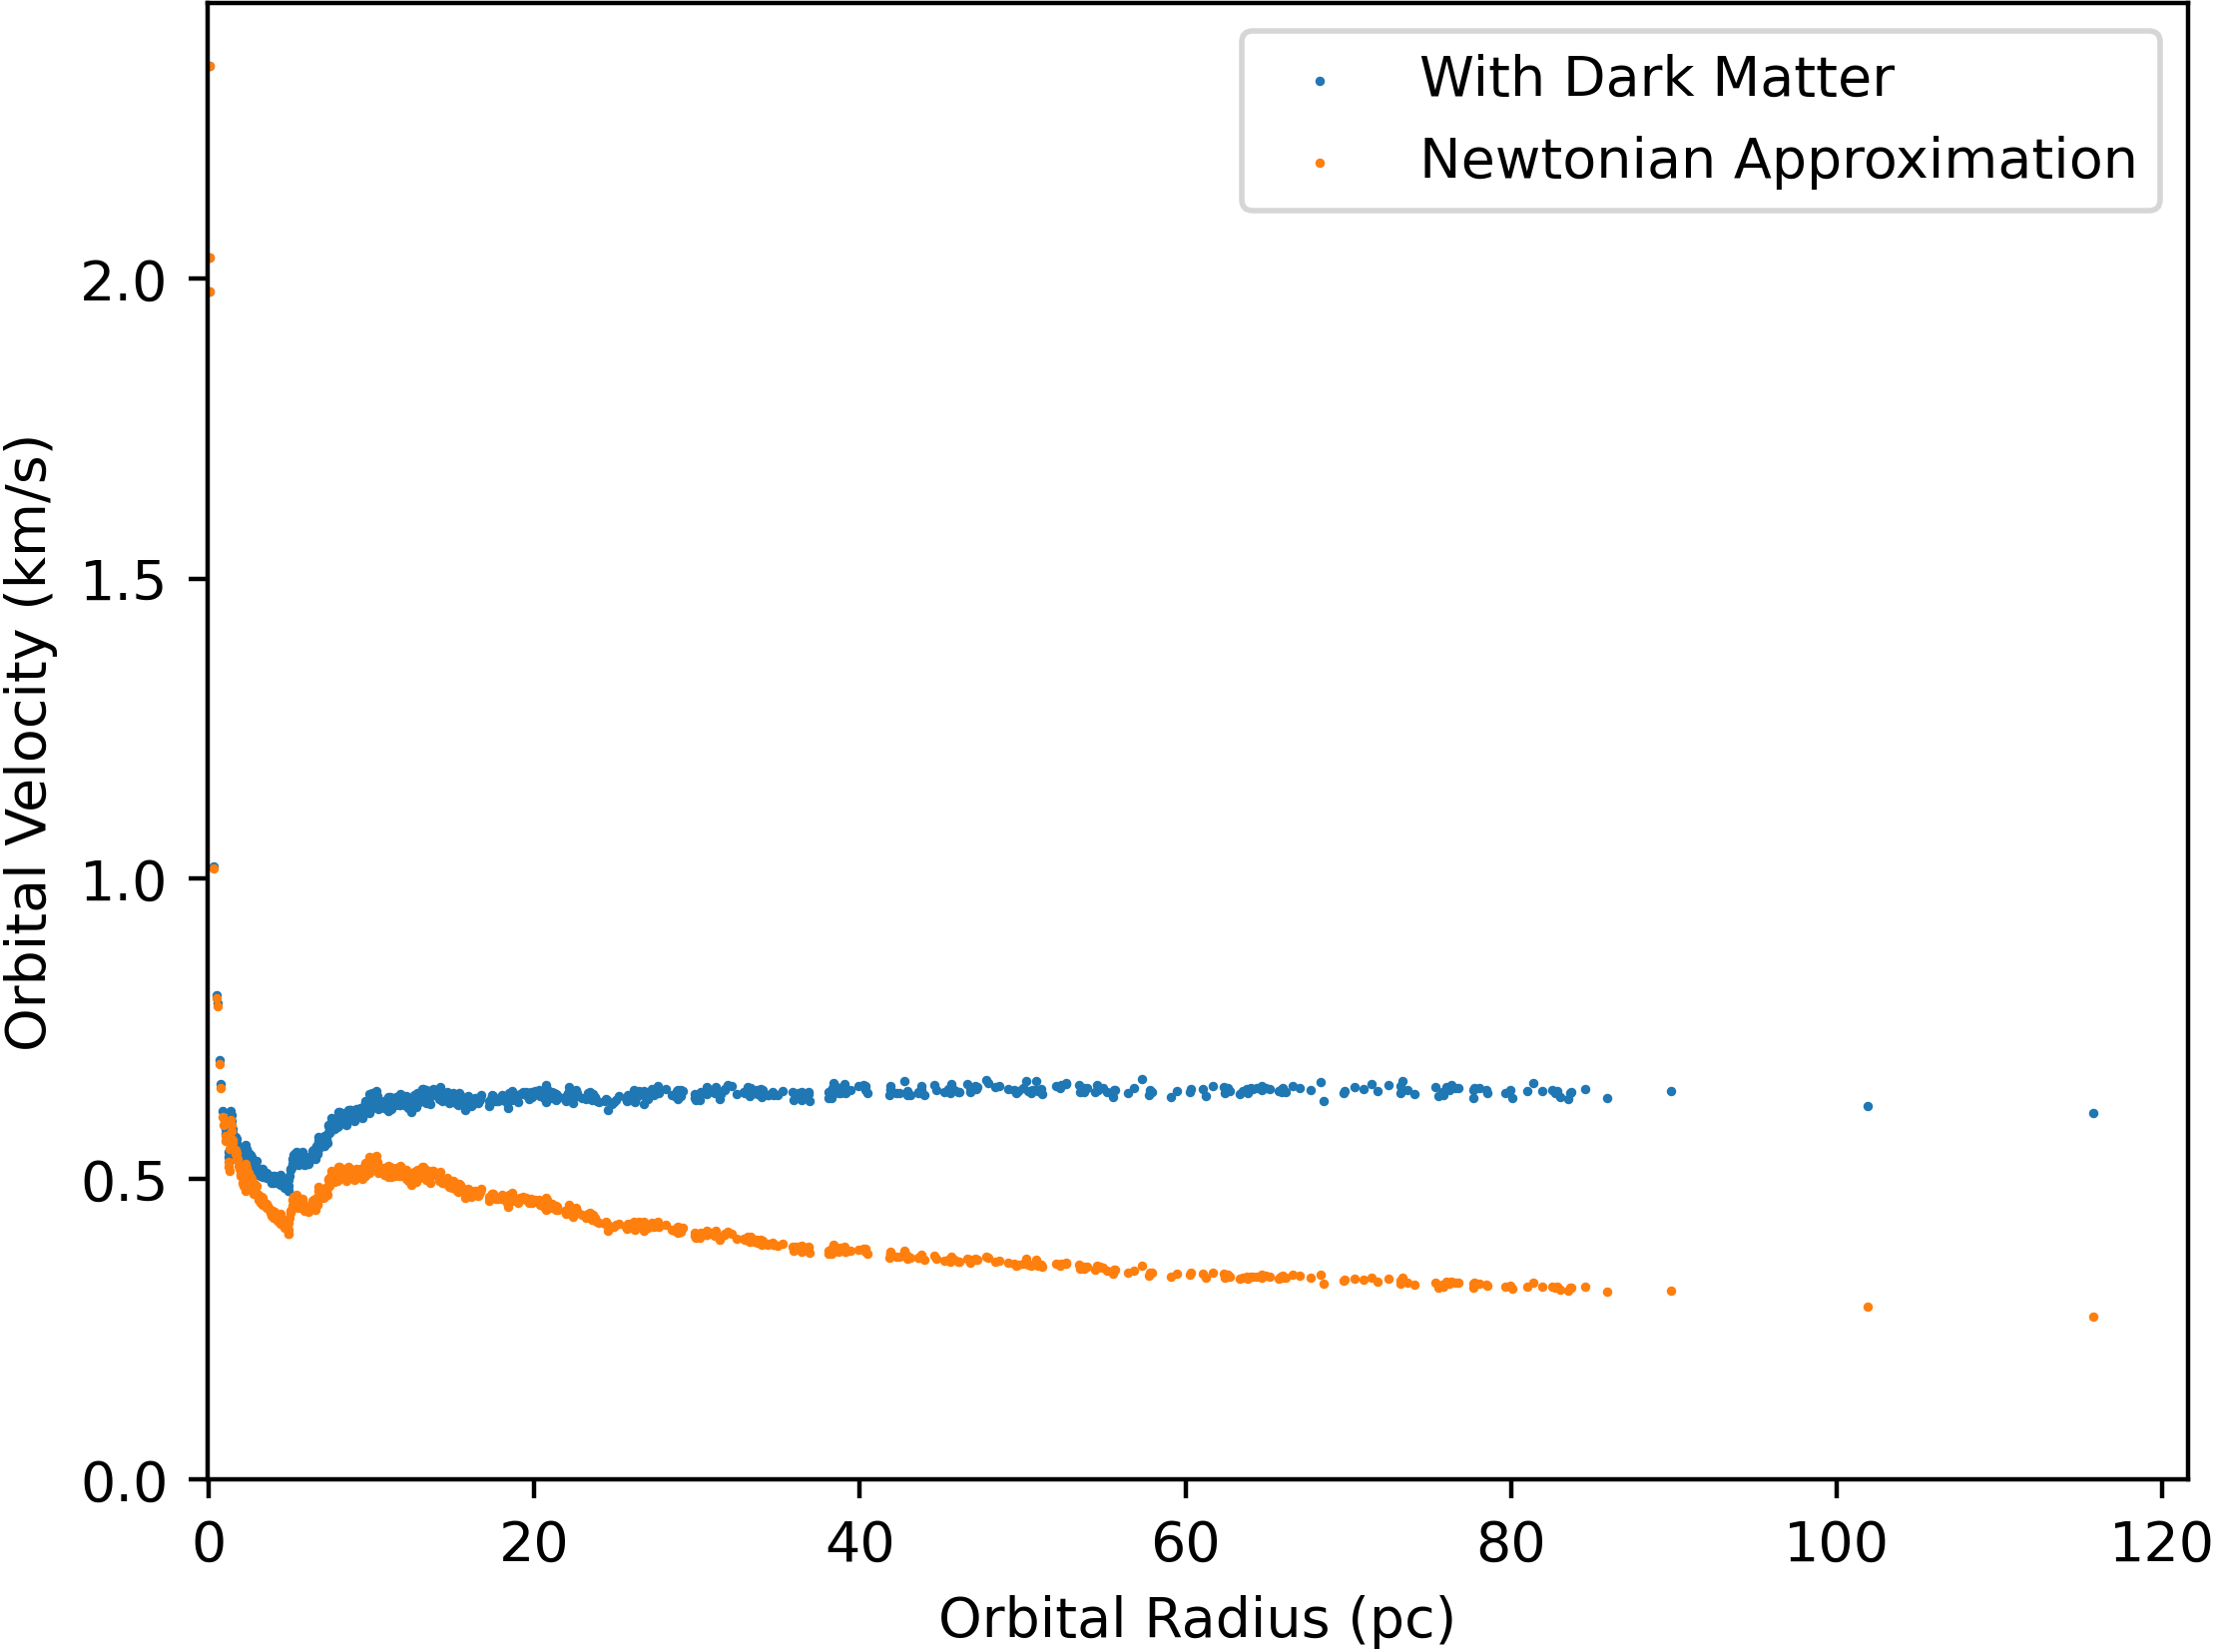 With Dark Matter
Newtonian Approximation
2.0
1.5
1.0
0.5
0.0
Orbital Velocity (km/s)
0 20 40 60 80 100 120
Orbital Radius (pc)